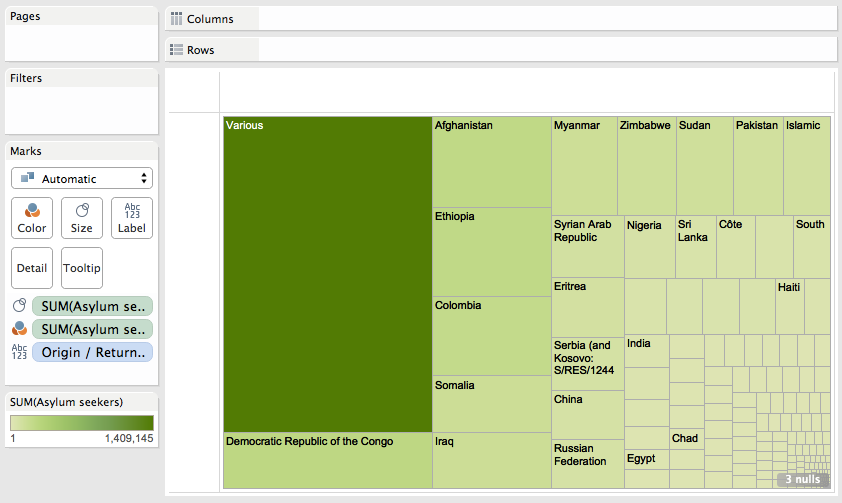 Pages
Columns
Rows
Filters
Marks
Automatic
Color
Size
Abc
123
Label
Detail
Tooltip
SUM(Asylum se..
SUM(Asylum se..
Abc
123
Origin / Return..
SUM(Asylum seekers)
1
1,409,145
Various
Democratic Republic of the Congo
Afghanistan
Ethiopia
Colombia
Somalia
Iraq
Myanmar
Zimbabwe
Sudan
Pakistan
Islamic
Syrian Arab
Republic
Nigeria
Sri
Lanka
Côte
South
Eritrea
Haiti
Serbia (and
Kosovo:
S/RES/1244
India
China
Chad
Russian
Federation
Egypt
3 nulls